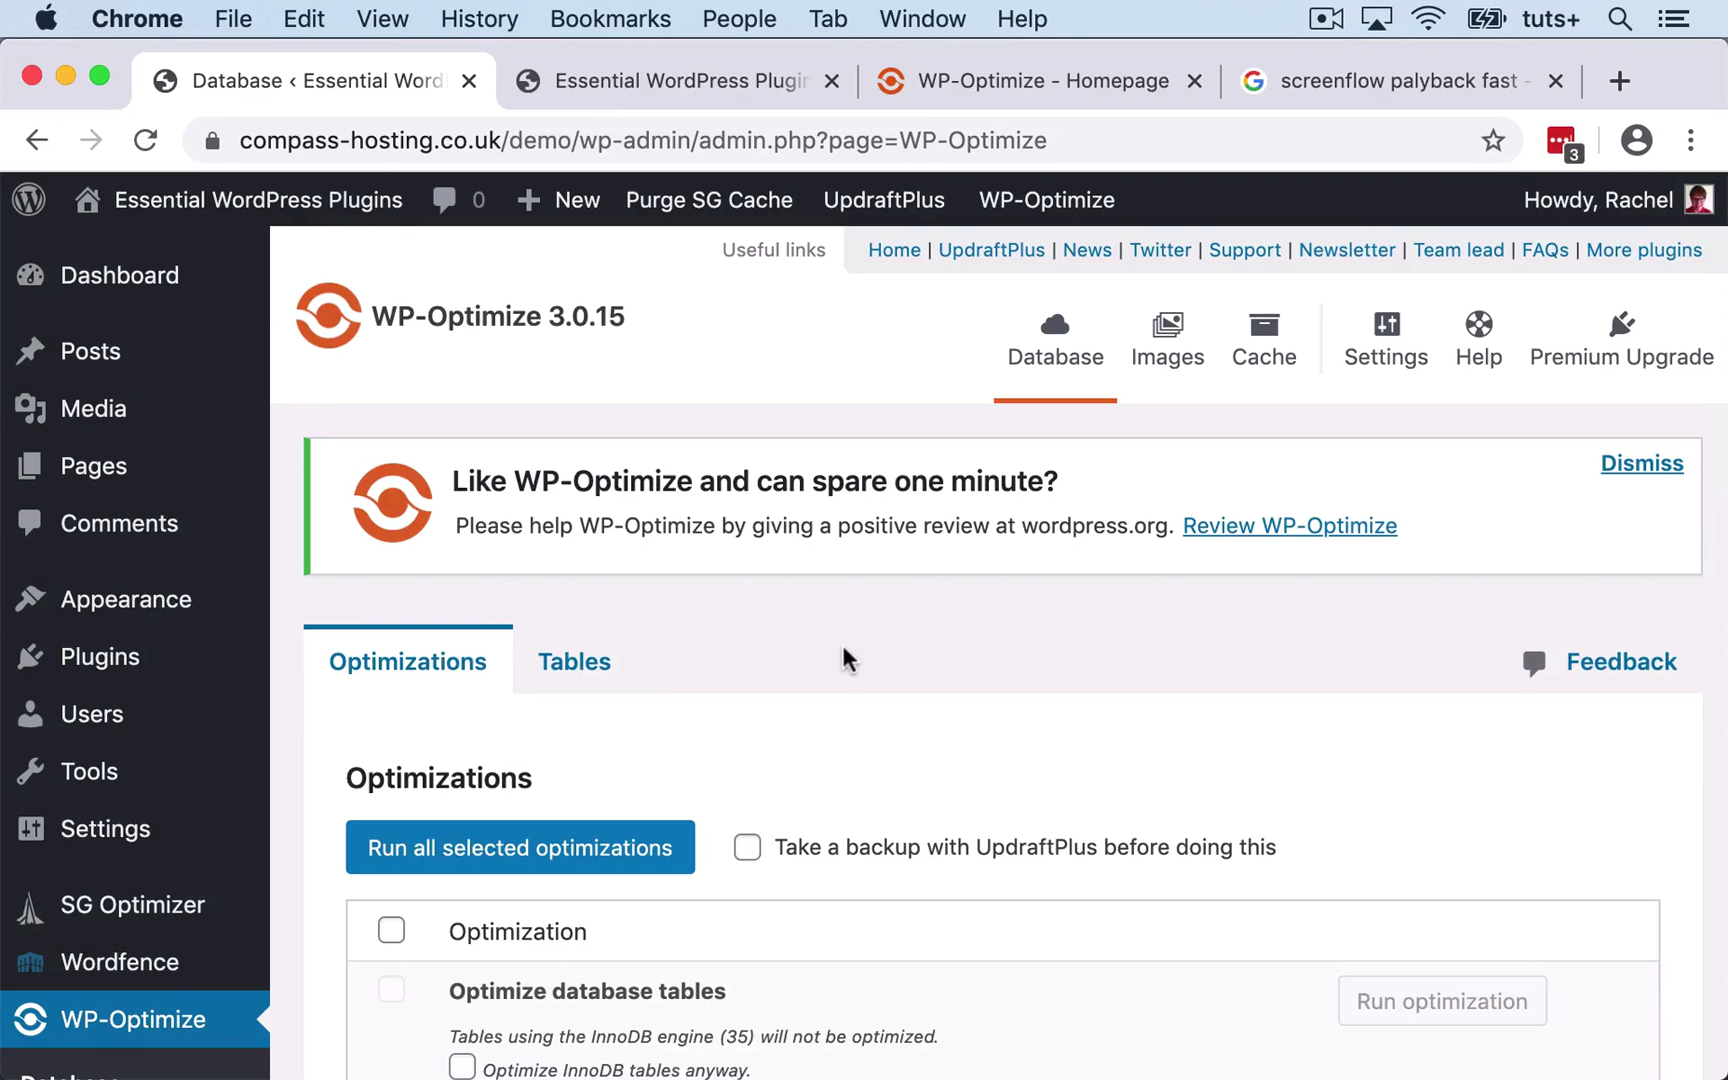 Chrome File Edit View History Bookmarks People Tab Window Help tuts+
Database ‹ Essential Word Essential WordPress Plugin WP-Optimize - Homepage screenflow palyback fast -
compass-hosting.co.uk/demo/wp-admin/admin.php?page=WP-Optimize 3
Essential WordPress Plugins 0 New Purge SG Cache UpdraftPlus WP-Optimize Howdy, Rachel
Useful links Home | UpdraftPlus | News | Twitter | Support | Newsletter | Team lead | FAQs | More plugins
Dashboard
Posts
Media
Pages
Comments
Appearance
Plugins
Users
Tools
Settings
SG Optimizer
Wordfence
WP-Optimize
WP-Optimize 3.0.15
Database Images Cache Settings Help Premium Upgrade
Like WP-Optimize and can spare one minute?
Dismiss
Please help WP-Optimize by giving a positive review at wordpress.org. Review WP-Optimize
Optimizations Tables Feedback
Optimizations
Run all selected optimizations Take a backup with UpdraftPlus before doing this
Optimization
Optimize database tables Run optimization
Tables using the InnoDB engine (35) will not be optimized.
Optimize InnoDB tables anyway.